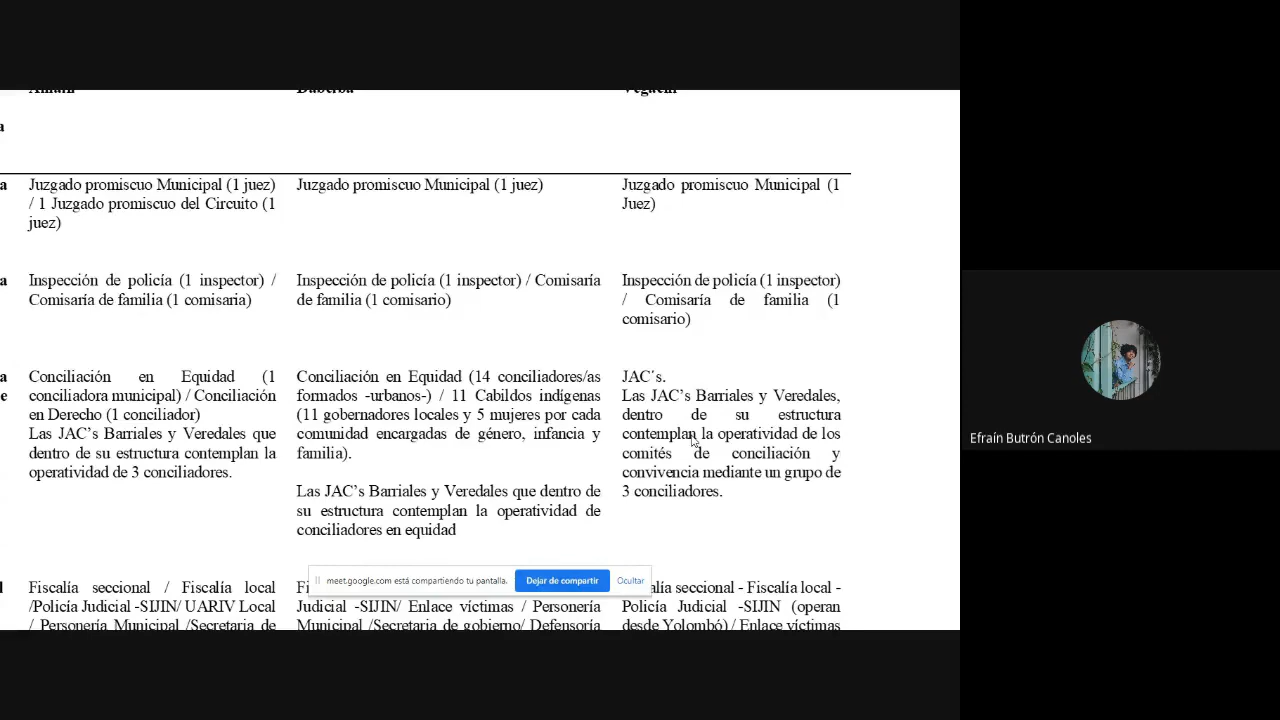 Amalfi
Dabeiba
Vegachí
a
a
Juzgado promiscuo Municipal (1 juez)
/ 1 Juzgado promiscuo del Circuito (1
juez)
Juzgado promiscuo Municipal (1 juez)
Juzgado promiscuo Municipal (1
Juez)
a
Inspección de policía (1 inspector) /
Comisaría de familia (1 comisaria)
Inspección de policía (1 inspector) / Comisaría
de familia (1 comisario)
Inspección de policía (1 inspector)
/ Comisaría de familia (1
comisario)
a
e
Conciliación en Equidad (1
conciliadora municipal) / Conciliación
en Derecho (1 conciliador)
Las JAC’s Barriales y Veredales que
dentro de su estructura contemplan la
operatividad de 3 conciliadores.
Conciliación en Equidad (14 conciliadores/as
formados -urbanos-) / 11 Cabildos indígenas
(11 gobernadores locales y 5 mujeres por cada
comunidad encargadas de género, infancia y
familia).
Las JAC’s Barriales y Veredales que dentro de
su estructura contemplan la operatividad de
conciliadores en equidad
JAC´s.
Las JAC’s Barriales y Veredales,
dentro de su estructura
contemplan la operatividad de los
comités de conciliación y
convivencia mediante un grupo de
3 conciliadores.
l
Fiscalía seccional / Fiscalía local
/Policía Judicial -SIJIN/ UARIV Local
/ Personería Municipal /Secretaria de
Judicial -SIJIN/ Enlace víctimas / Personería
Municipal /Secretaria de gobierno/ Defensoría
seccional - Fiscalía local -
Policía Judicial -SIJIN (operan
desde Yolombó) / Enlace víctimas
meet.google.com está compartiendo tu pantalla.
Dejar de compartir
Ocultar
Efraín Butrón Canoles